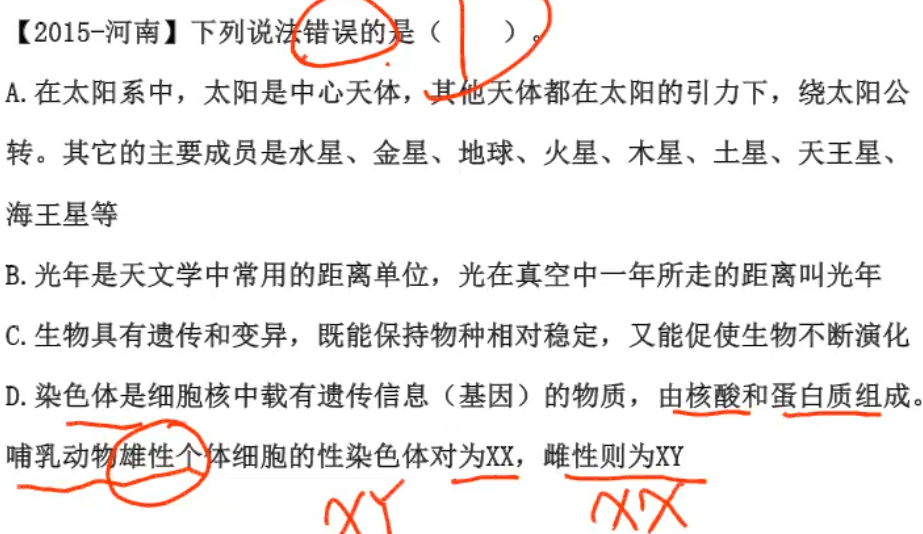 【2015-河南】下列说法错误的是（　　）。
A.在太阳系中，太阳是中心天体，其他天体都在太阳的引力下，绕太阳公
转。其它的主要成员是水星、金星、地球、火星、木星、土星、天王星、
海王星等
B.光年是天文学中常用的距离单位，光在真空中一年所走的距离叫光年
C.生物具有遗传和变异，既能保持物种相对稳定，又能促使生物不断演化
D.染色体是细胞核中载有遗传信息（基因）的物质，由核酸和蛋白质组成。
哺乳动物雄性个体细胞的性染色体对为XX，雌性则为XY
XY XX